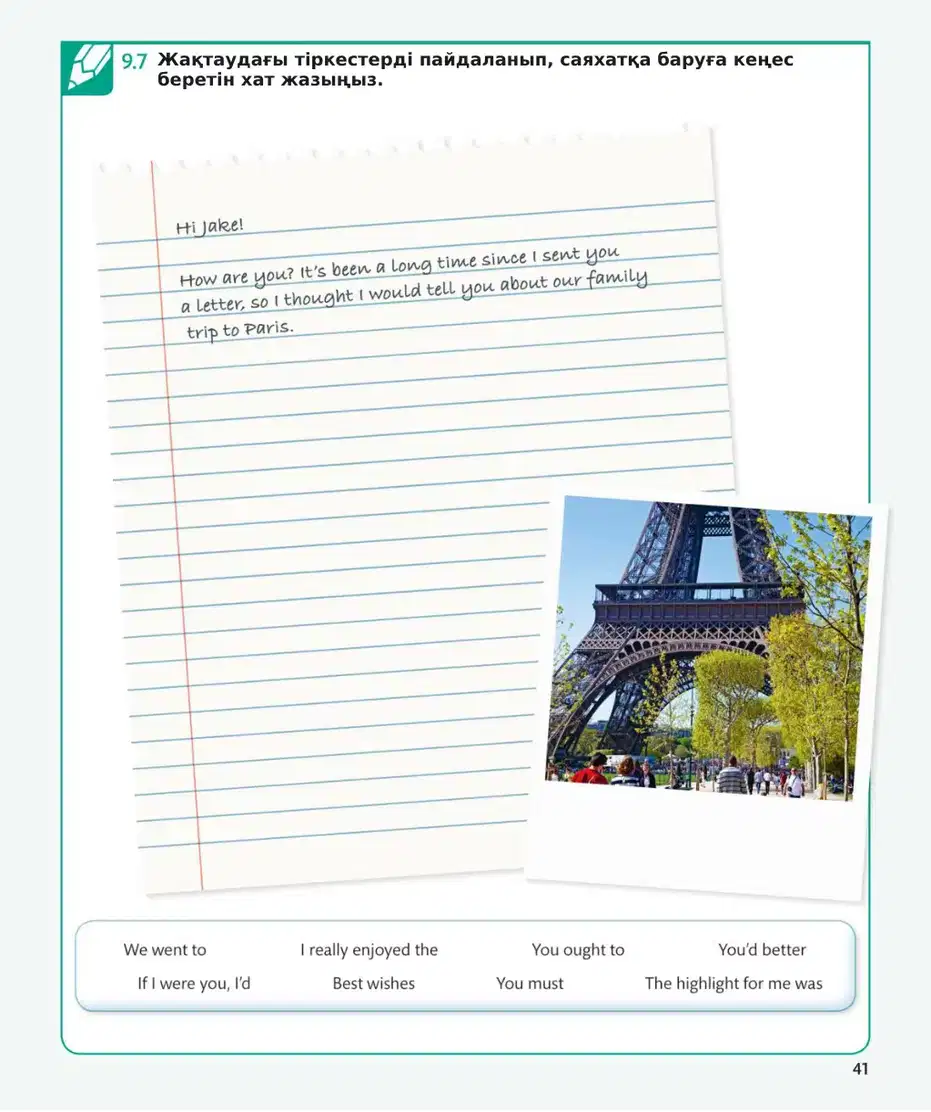 9.7 Жақтаудағы тіркестерді пайдаланып, саяхатқа баруға кеңес
беретін хат жазыңыз.
Hi Jake!
How are you? It's been a long time since I sent you
a letter, so I thought I would tell you about our family
trip to Paris.
We went to I really enjoyed the You ought to You'd better
If I were you, I'd Best wishes You must The highlight for me was
41